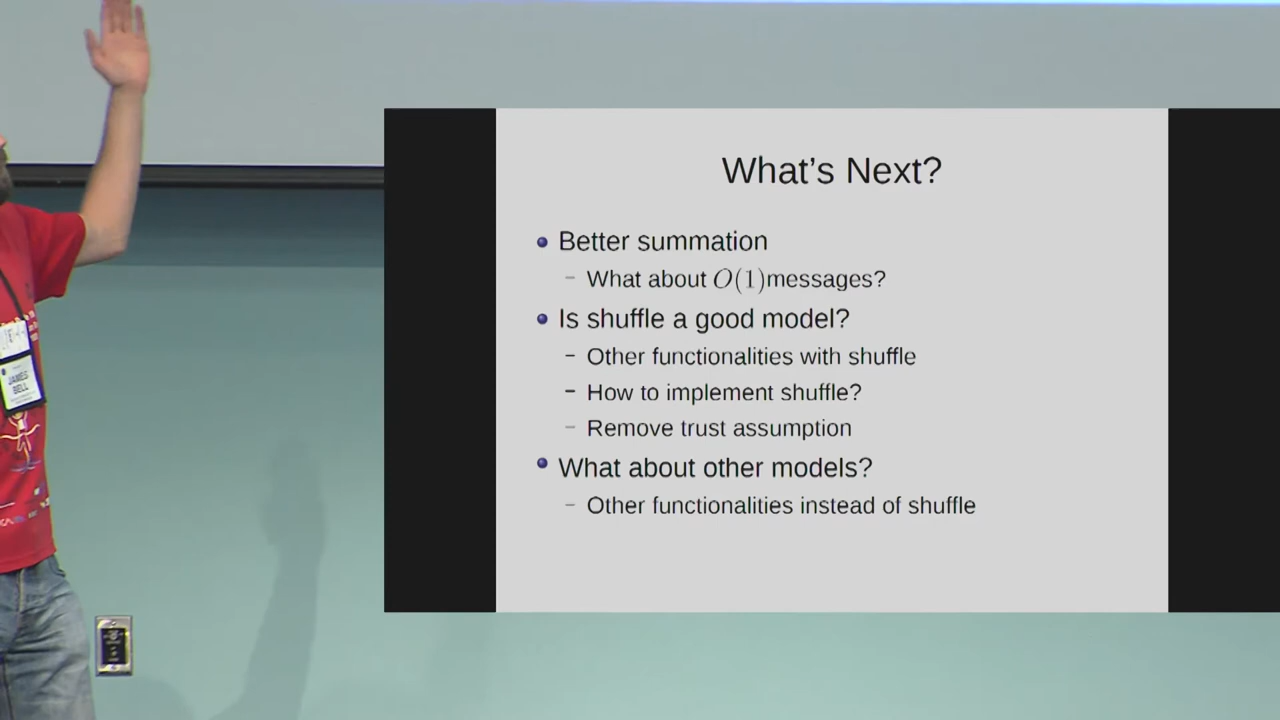 What's Next?
Better summation
– What about O(1)messages?
Is shuffle a good model?
– Other functionalities with shuffle
– How to implement shuffle?
– Remove trust assumption
What about other models?
– Other functionalities instead of shuffle
JAMES
BELL